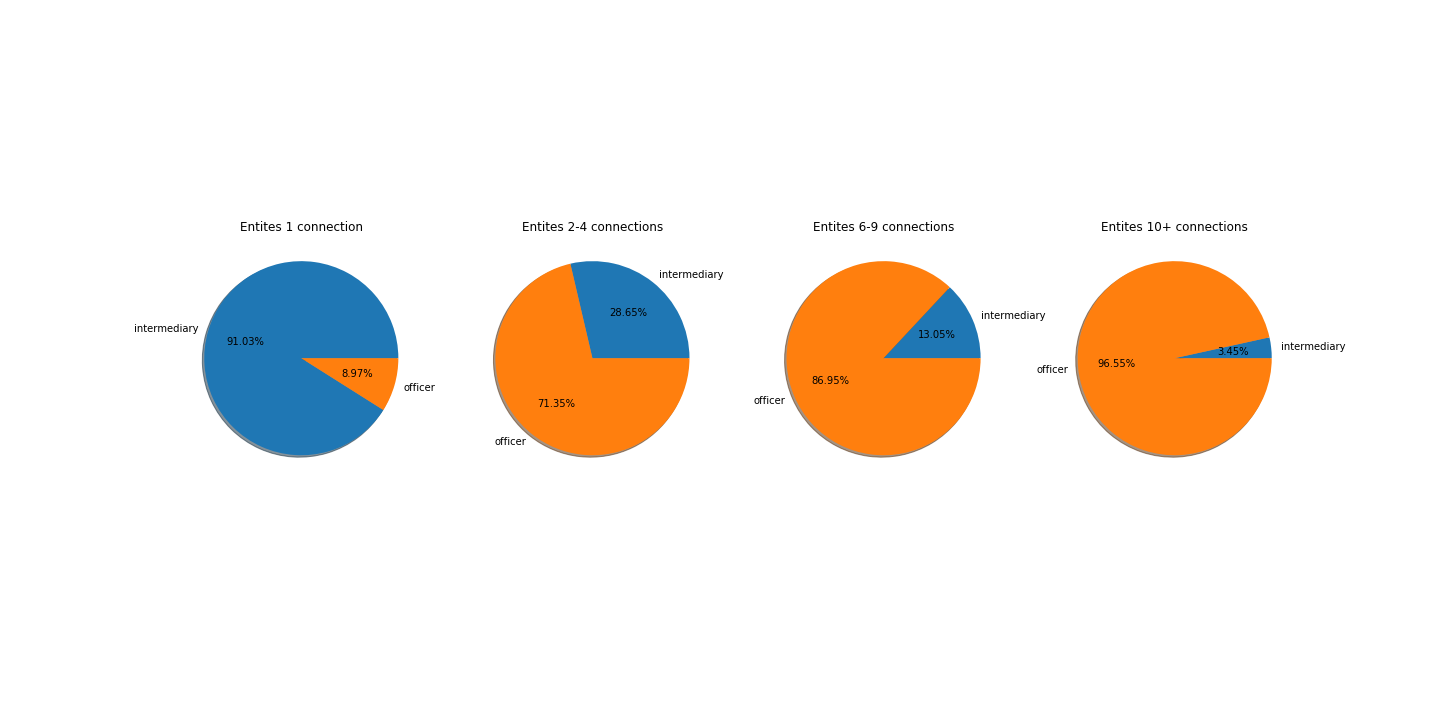 Entites 1 connection
intermediary
91.03%
8.97%
officer
Entites 2-4 connections
intermediary
28.65%
71.35%
officer
Entites 6-9 connections
intermediary
13.05%
86.95%
officer
Entites 10+ connections
intermediary
3.45%
96.55%
officer